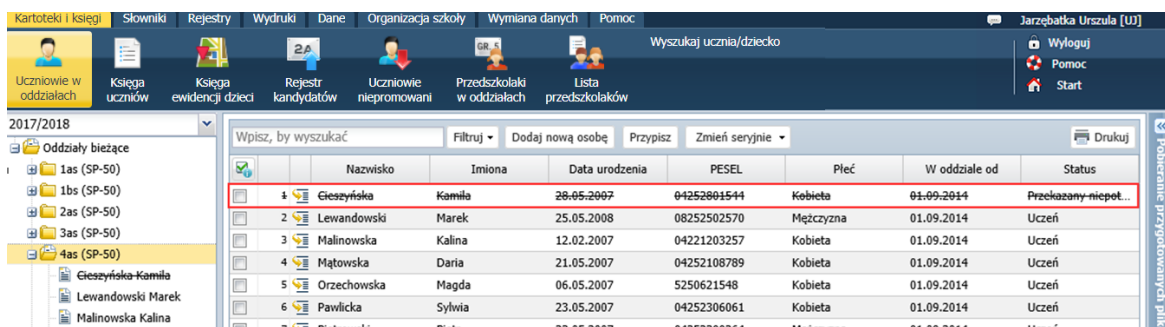 Kartoteki i księgi Słowniki Rejestry Wydruki Dane Organizacja szkoły Wymiana danych Pomoc Jarzębatka Urszula [UJ]
Uczniowie w oddziałach
Księga uczniów
Księga ewidencji dzieci
Rejestr kandydatów
Uczniowie niepromowani
GR. 5
Przedszkolaki w oddziałach
Lista przedszkolaków
Wyszukaj ucznia/dziecko
Wyloguj
Pomoc
Start
2017/2018
Oddziały bieżące
1as (SP-50)
1bs (SP-50)
2as (SP-50)
3as (SP-50)
4as (SP-50)
Cieszyńska Kamila
Lewandowski Marek
Malinowska Kalina
Wpisz, by wyszukać Filtruj Dodaj nową osobę Przypisz Zmień seryjnie Drukuj
Nazwisko Imiona Data urodzenia PESEL Płeć W oddziale od Status
1 Cieszyńska Kamila 28.05.2007 04252801544 Kobieta 01.09.2014 Przekazany niepot...
2 Lewandowski Marek 25.05.2008 08252502570 Mężczyzna 01.09.2014 Uczeń
3 Malinowska Kalina 12.02.2007 04221203257 Kobieta 01.09.2014 Uczeń
4 Mątowska Daria 21.05.2007 04252108789 Kobieta 01.09.2014 Uczeń
5 Orzechowska Magda 06.05.2007 5250621548 Kobieta 01.09.2014 Uczeń
6 Pawlicka Sylwia 23.05.2007 04252306061 Kobieta 01.09.2014 Uczeń
Pobieranie przygotowanych